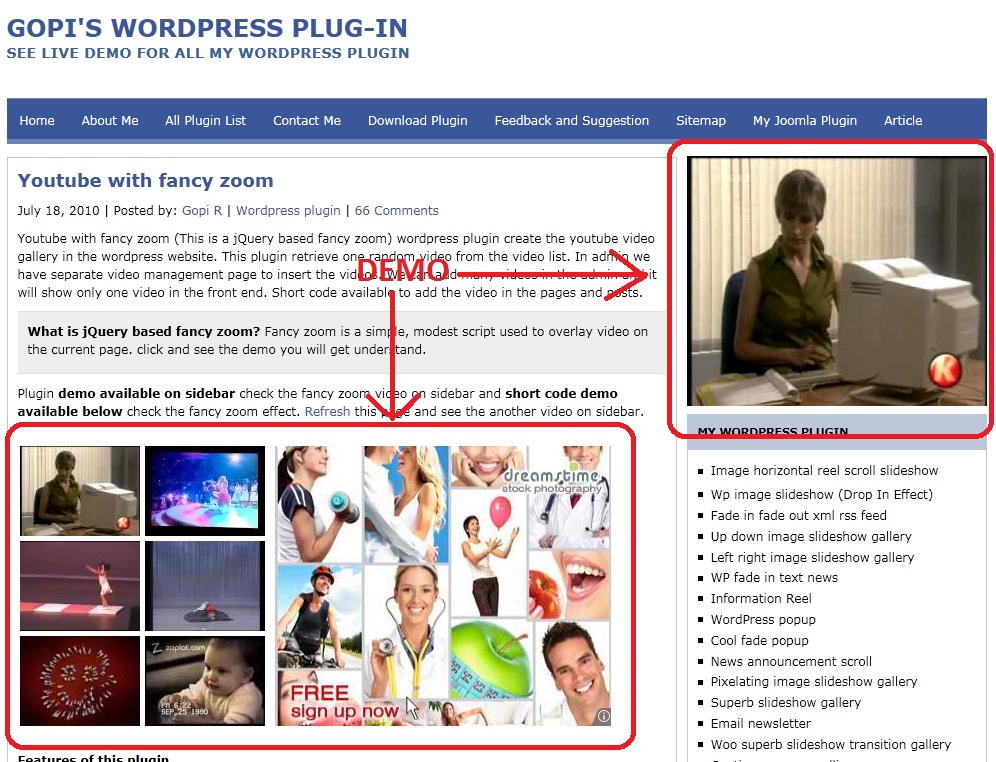 GOPI'S WORDPRESS PLUG-IN
SEE LIVE DEMO FOR ALL MY WORDPRESS PLUGIN
Home About Me All Plugin List Contact Me Download Plugin Feedback and Suggestion Sitemap My Joomla Plugin Article
Youtube with fancy zoom
July 18, 2010 | Posted by: Gopi R | Wordpress plugin | 66 Comments
Youtube with fancy zoom (This is a jQuery based fancy zoom) wordpress plugin create the youtube video
gallery in the wordpress website. This plugin retrieve one random video from the video list. In admin we
have separate video management page to insert the videos. We can add many videos in the admin and it
will show only one video in the front end. Short code available to add the video in the pages and posts.
DEMO
What is jQuery based fancy zoom? Fancy zoom is a simple, modest script used to overlay video on
the current page. click and see the demo you will get understand.
Plugin demo available on sidebar check the fancy zoom video on sidebar and short code demo
available below check the fancy zoom effect. Refresh this page and see the another video on sidebar.
K
zaplat.com
SEP.25 1980
dreamstime
stock photography
FREE
sign up now
Features of this plugin
K
MY WORDPRESS PLUGIN
Image horizontal reel scroll slideshow
Wp image slideshow (Drop In Effect)
Fade in fade out xml rss feed
Up down image slideshow gallery
Left right image slideshow gallery
WP fade in text news
Information Reel
WordPress popup
Cool fade popup
News announcement scroll
Pixelating image slideshow gallery
Superb slideshow gallery
Email newsletter
Woo superb slideshow transition gallery